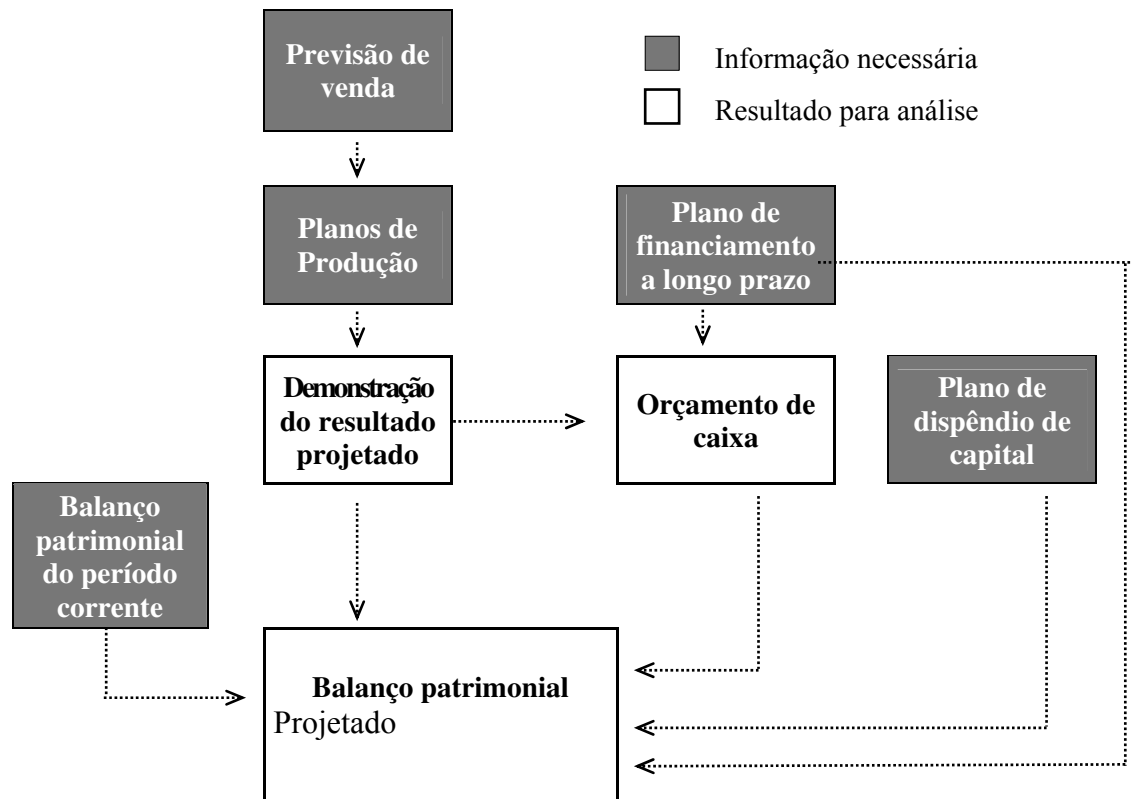 Previsão de
venda
Informação necessária
Resultado para análise
Planos de
Produção
Plano de
financiamento
a longo prazo
Demonstração
do resultado
projetado
Orçamento de
caixa
Plano de
dispêndio de
capital
Balanço
patrimonial
do período
corrente
Balanço patrimonial
Projetado